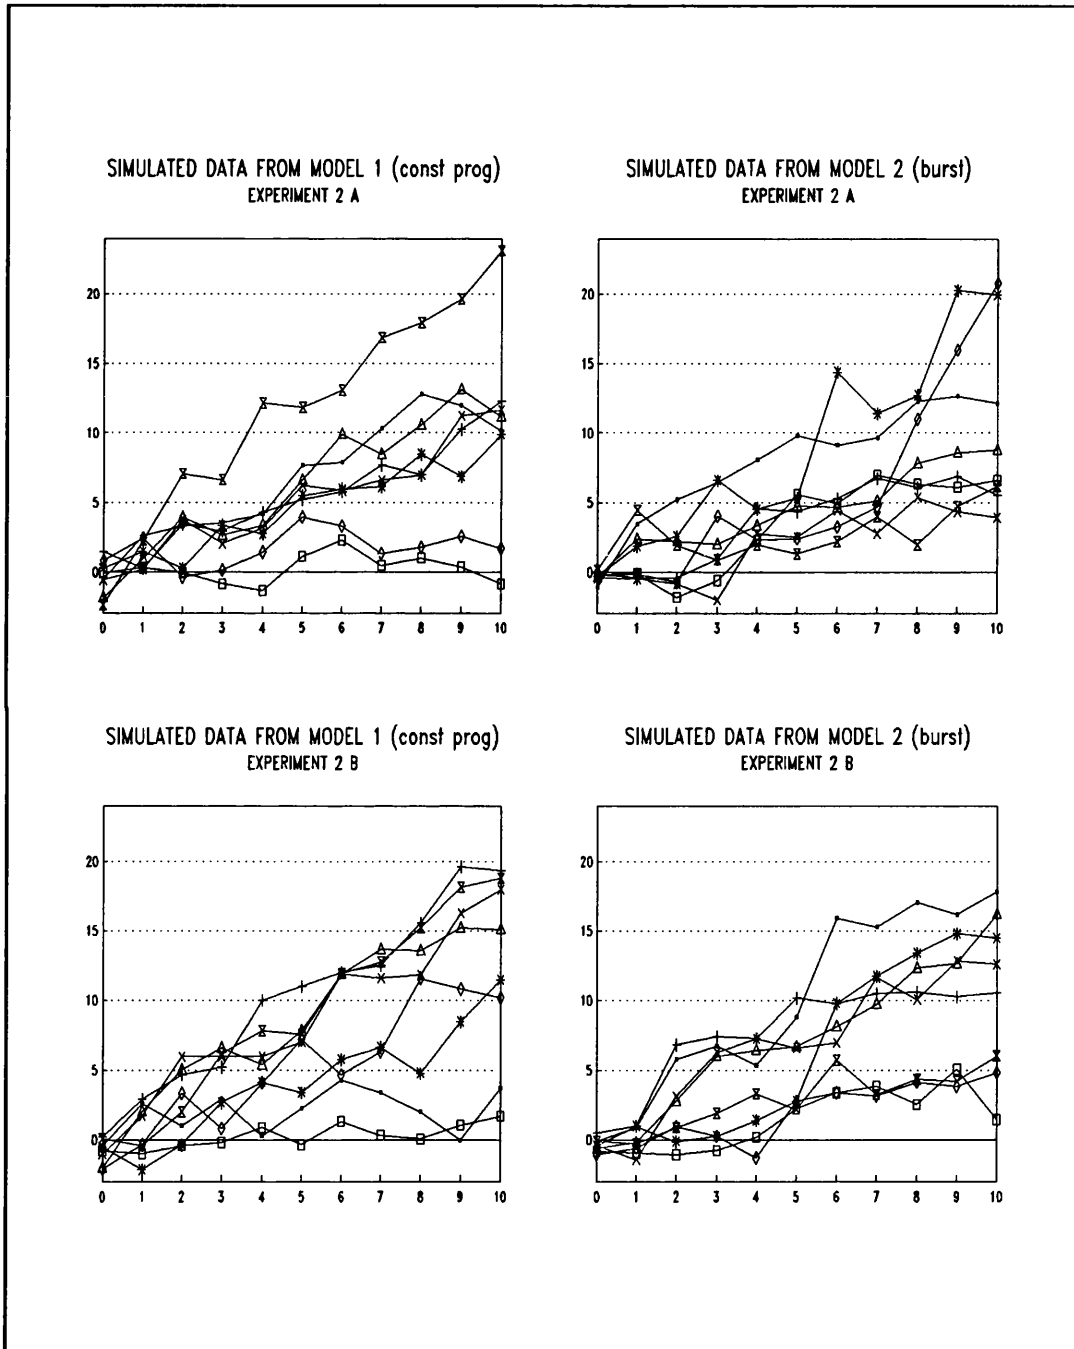 SIMULATED DATA FROM MODEL 1 (const prog)
EXPERIMENT 2 A
20
15
10
5
0
0 1 2 3 4 5 6 7 8 9 10
SIMULATED DATA FROM MODEL 2 (burst)
EXPERIMENT 2 A
20
15
10
5
0
0 1 2 3 4 5 6 7 8 9 10
SIMULATED DATA FROM MODEL 1 (const prog)
EXPERIMENT 2 B
20
15
10
5
0
0 1 2 3 4 5 6 7 8 9 10
SIMULATED DATA FROM MODEL 2 (burst)
EXPERIMENT 2 B
20
15
10
5
0
0 1 2 3 4 5 6 7 8 9 10